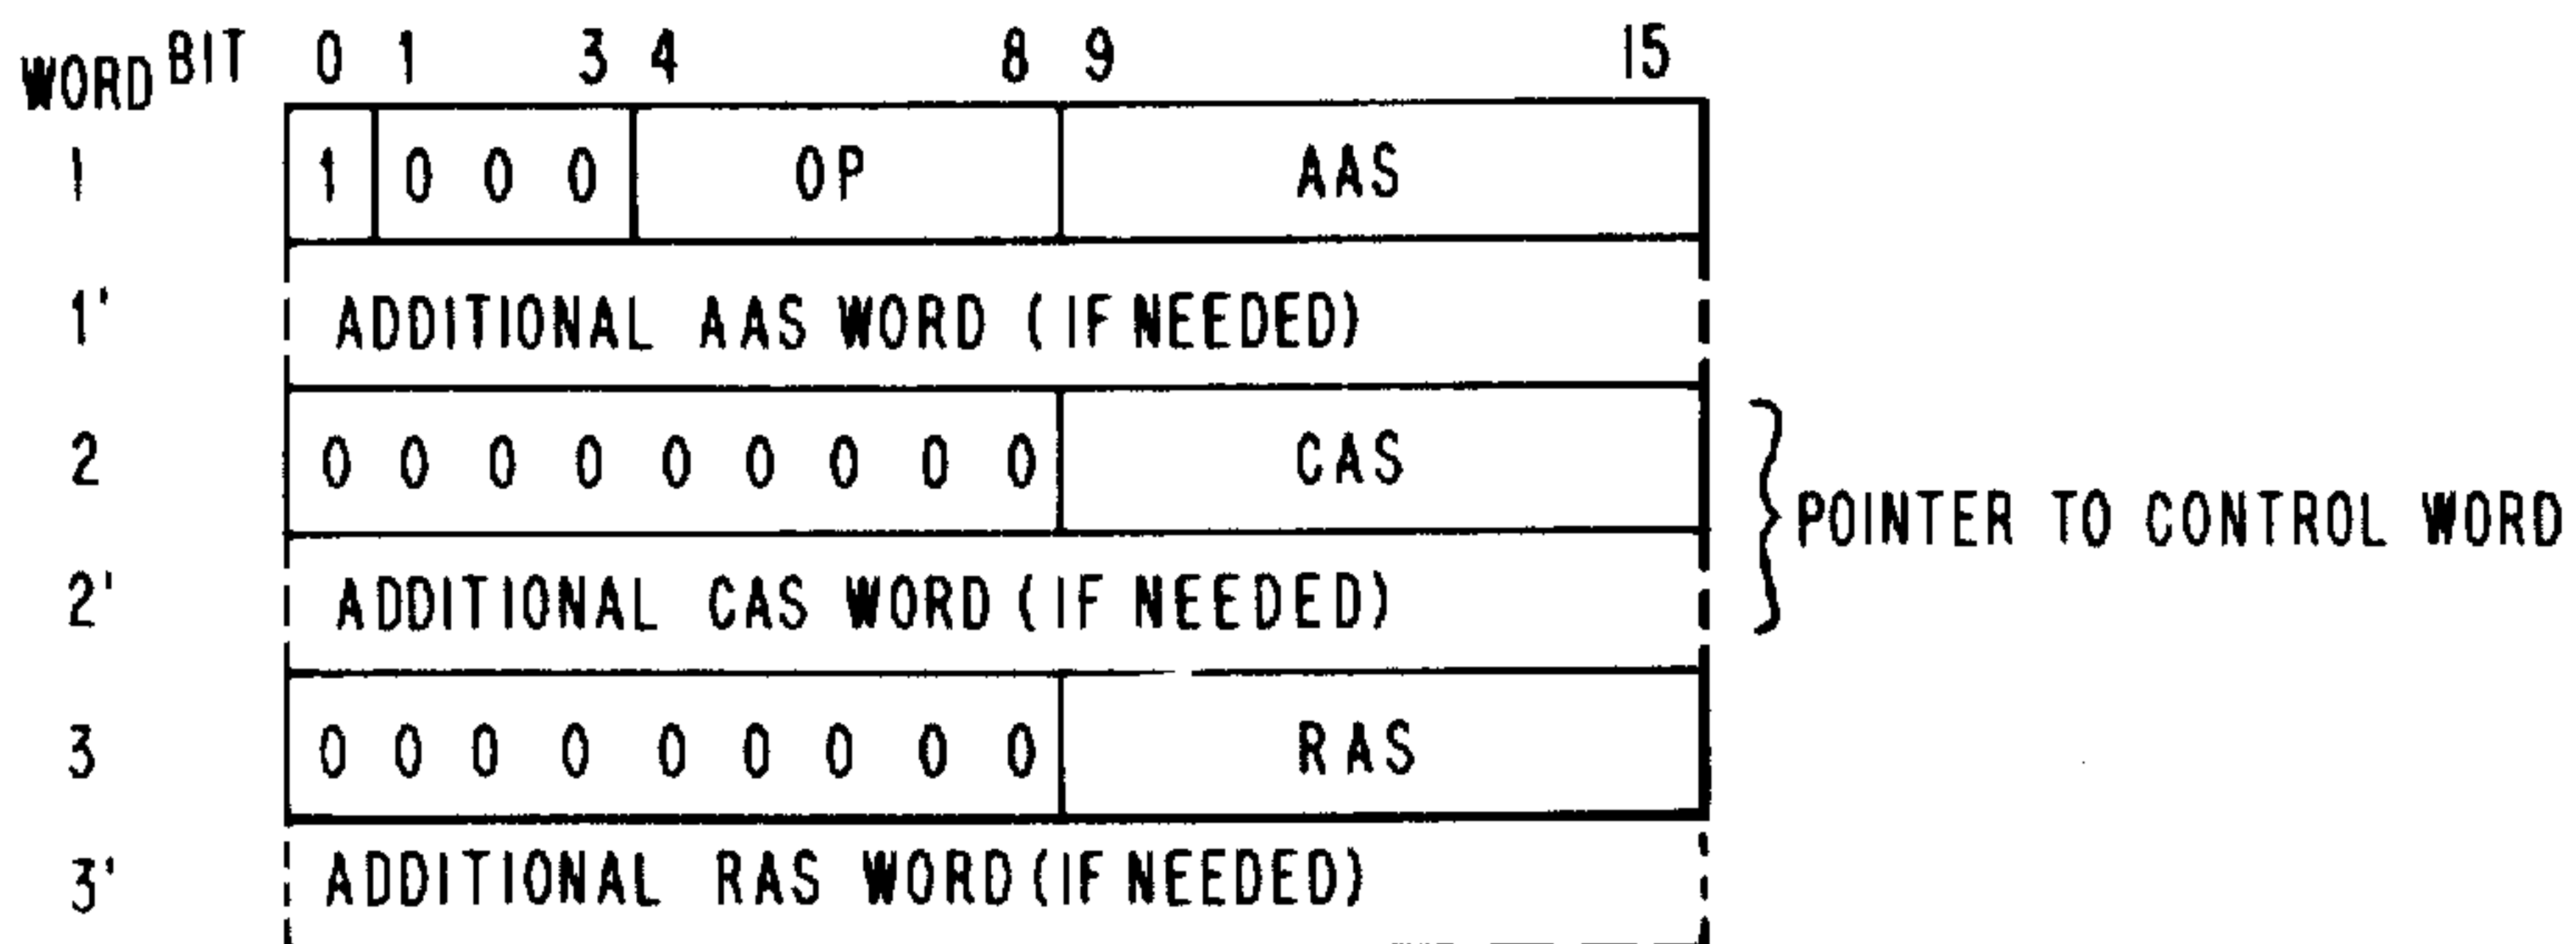 WORD BIT 0 1 3 4 8 9 15
1 1 0 0 0 OP AAS
1' ADDITIONAL AAS WORD (IF NEEDED)
2 0 0 0 0 0 0 0 0 0 CAS
POINTER TO CONTROL WORD
2' ADDITIONAL CAS WORD (IF NEEDED)
3 0 0 0 0 0 0 0 0 0 RAS
3' ADDITIONAL RAS WORD (IF NEEDED)